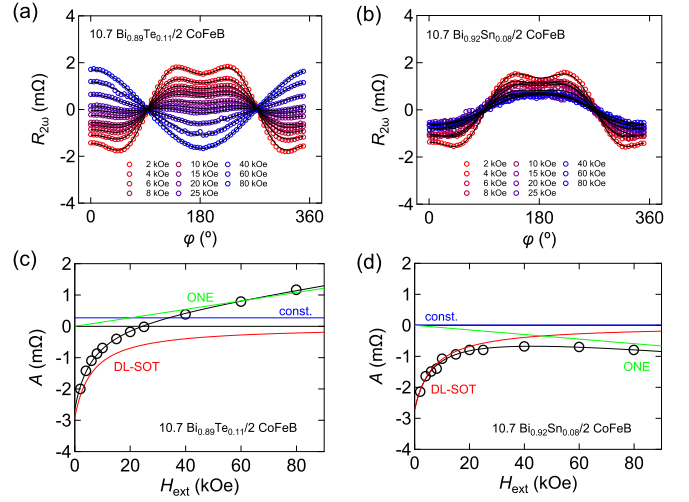 (a)
10.7 Bi0.89Te0.11/2 CoFeB
4
2
0
-2
-4
R2ω (mΩ)
2 kOe 10 kOe 40 kOe
4 kOe 15 kOe 60 kOe
6 kOe 20 kOe 80 kOe
8 kOe 25 kOe
0 180 360
φ (º)
(b)
10.7 Bi0.92Sn0.08/2 CoFeB
4
2
0
-2
-4
R2ω (mΩ)
2 kOe 10 kOe 40 kOe
4 kOe 15 kOe 60 kOe
6 kOe 20 kOe 80 kOe
8 kOe 25 kOe
0 180 360
φ (º)
(c)
2
1
0
-1
-2
-3
-4
A (mΩ)
ONE
const.
DL-SOT
10.7 Bi0.89Te0.11/2 CoFeB
0 20 40 60 80
Hext (kOe)
(d)
2
1
0
-1
-2
-3
-4
A (mΩ)
const.
ONE
DL-SOT
10.7 Bi0.92Sn0.08/2 CoFeB
0 20 40 60 80
Hext (kOe)